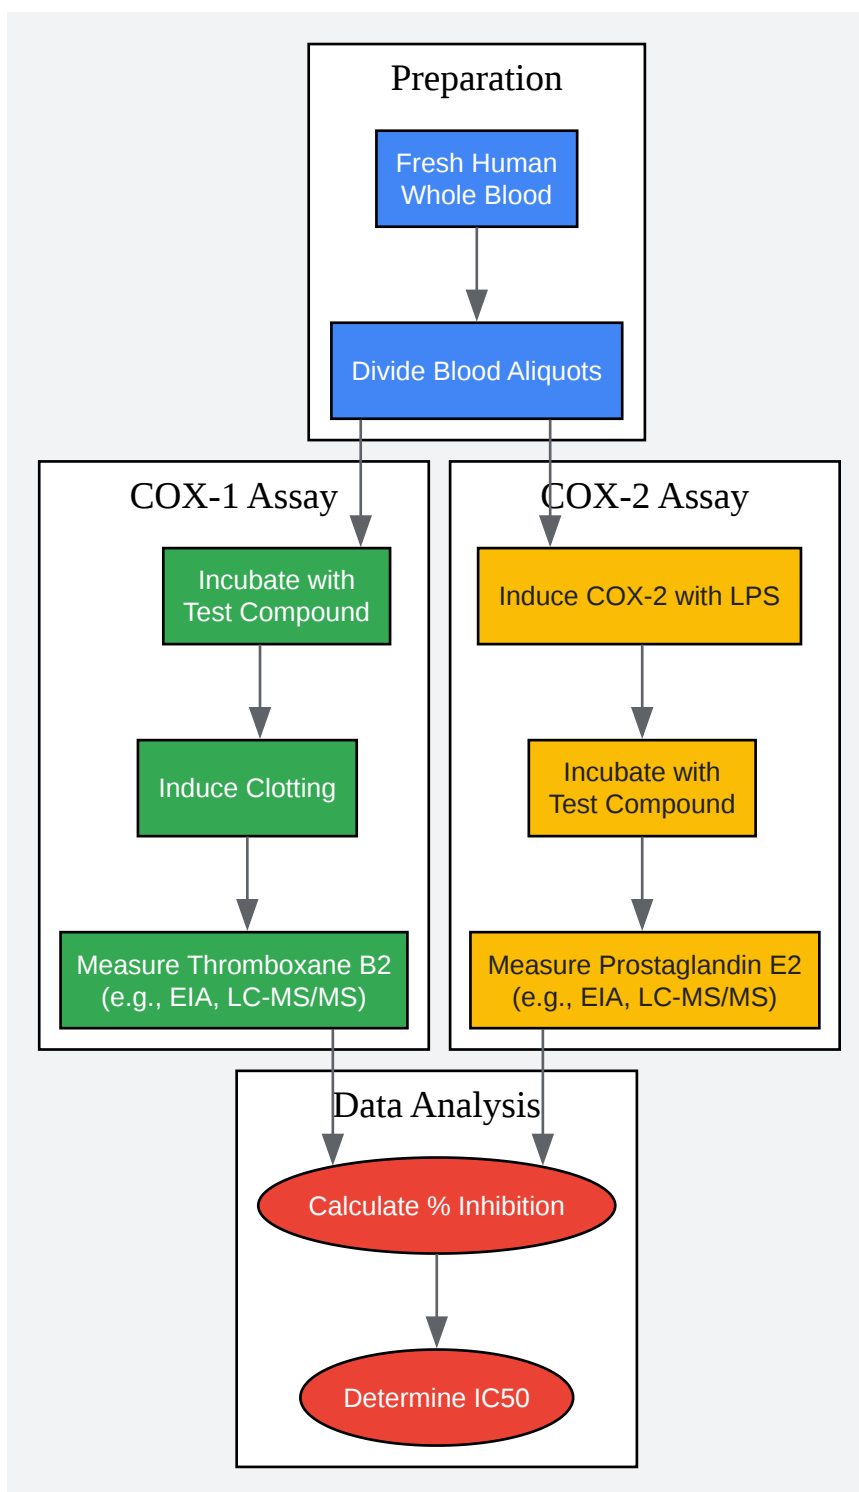 Preparation
Fresh Human
Whole Blood
Divide Blood Aliquots
COX-1 Assay
Incubate with
Test Compound
Induce Clotting
Measure Thromboxane B2
(e.g., EIA, LC-MS/MS)
COX-2 Assay
Induce COX-2 with LPS
Incubate with
Test Compound
Measure Prostaglandin E2
(e.g., EIA, LC-MS/MS)
Data Analysis
Calculate % Inhibition
Determine IC50